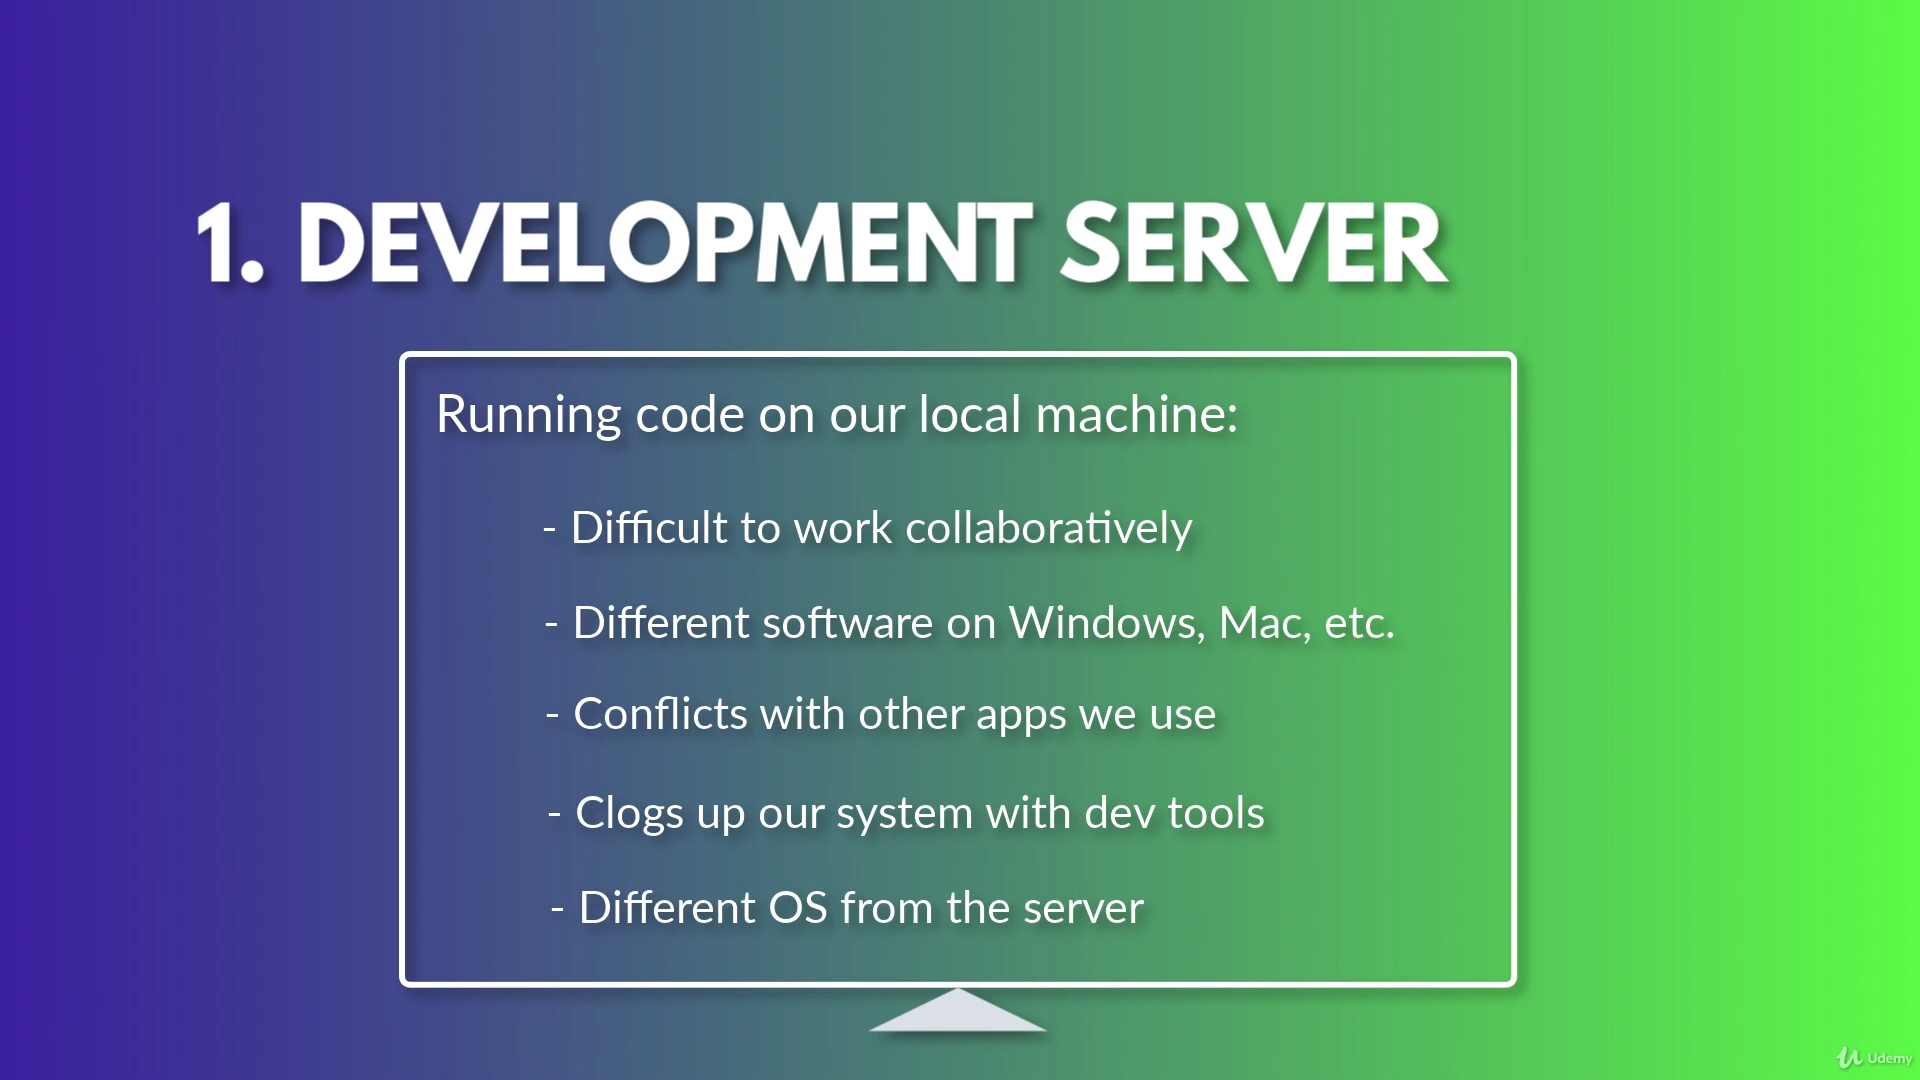 1. DEVELOPMENT SERVER
Running code on our local machine:
- Difficult to work collaboratively
- Different software on Windows, Mac, etc.
- Conflicts with other apps we use
- Clogs up our system with dev tools
- Different OS from the server
Udemy